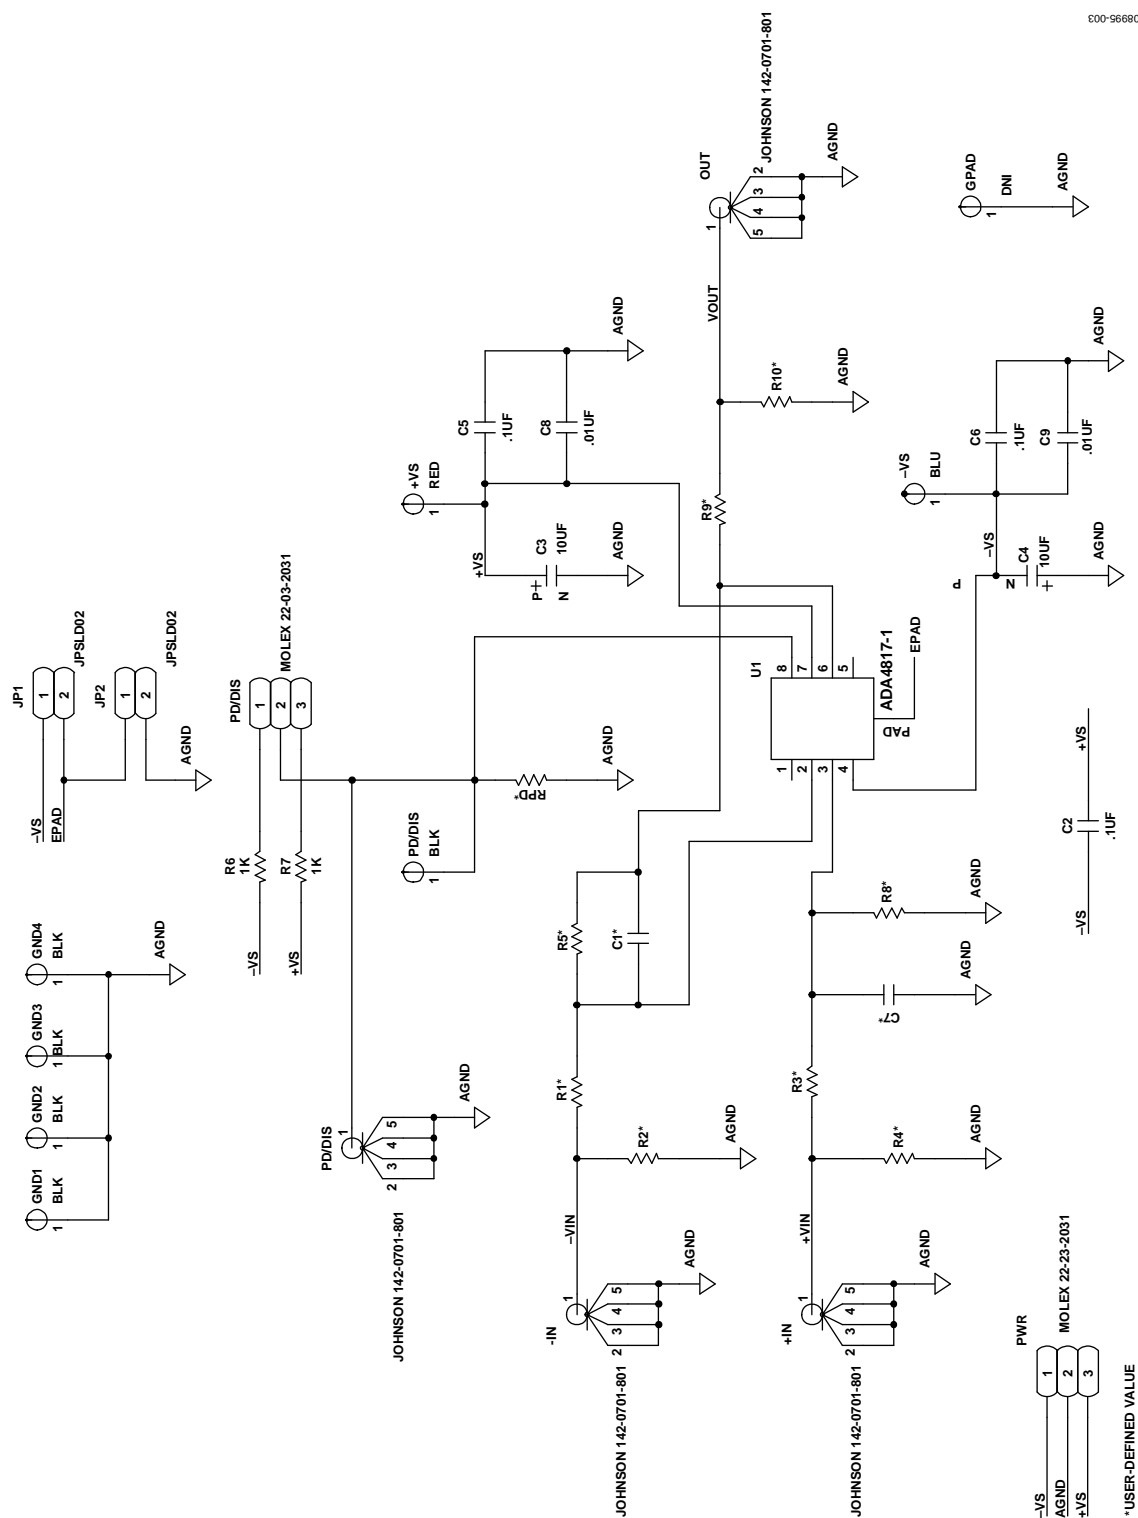 08995-003
GND1
1
BLK
GND2
1
BLK
GND3
1
BLK
GND4
1
BLK
AGND
JP1
1
2
JPSLD02
–VS
EPAD
JP2
1
2
JPSLD02
AGND
PD/DIS
1
2
3
MOLEX 22-03-2031
–VS
R6
1K
+VS
R7
1K
PD/DIS
1
2
3
4
5
AGND
JOHNSON 142-0701-801
PD/DIS
1
BLK
RPD*
AGND
+VS
RED
1
+VS
C3
10UF
P
+
N
AGND
C5
.1UF
C8
.01UF
AGND
-IN
1
2
3
4
5
AGND
JOHNSON 142-0701-801
–VIN
R1*
R2*
AGND
R5*
C1*
+IN
1
2
3
4
5
AGND
JOHNSON 142-0701-801
+VIN
R3*
R4*
AGND
C7*
AGND
R8*
AGND
U1
1
2
3
4
8
7
6
5
ADA4817-1
PAD
EPAD
R9*
VOUT
R10*
AGND
OUT
1
2
3
4
5
JOHNSON 142-0701-801
AGND
–VS
BLU
1
–VS
C4
10UF
P
N
+
AGND
C6
.1UF
C9
.01UF
AGND
GPAD
1
DNI
AGND
–VS
C2
.1UF
+VS
PWR
1
2
3
MOLEX 22-23-2031
–VS
AGND
+VS
*USER-DEFINED VALUE